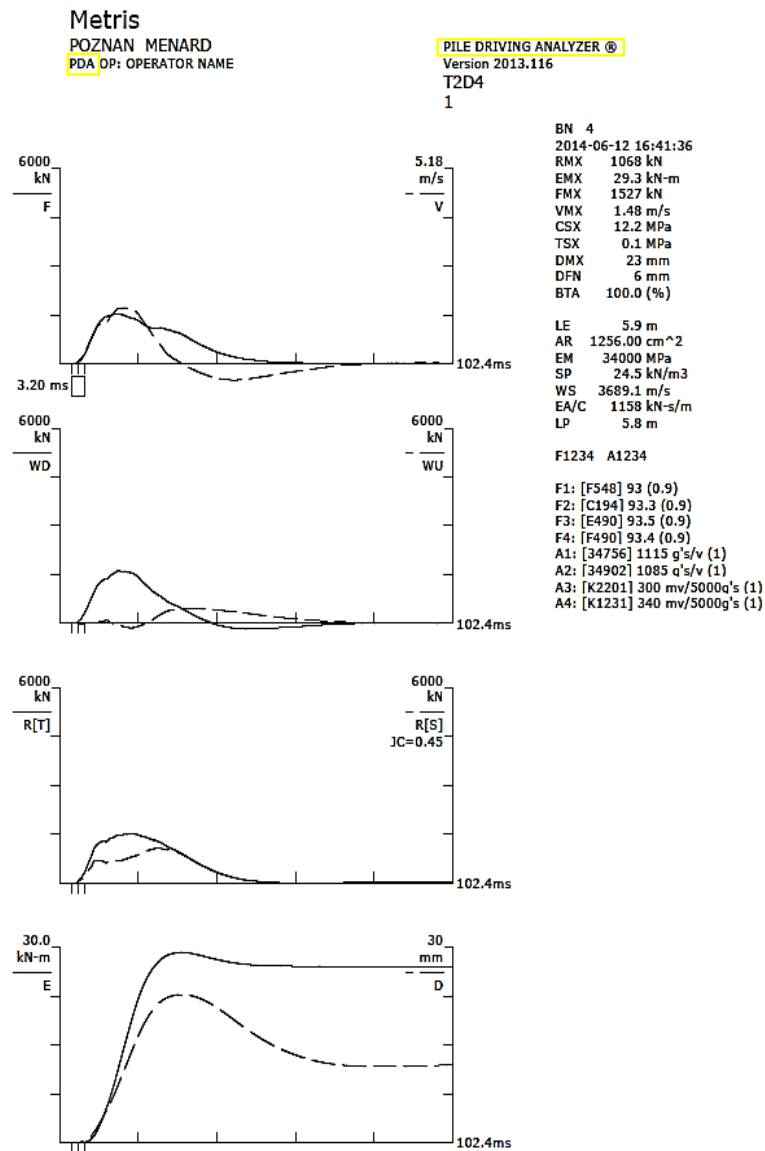 Metris
POZNAN MENARD
PDA OP: OPERATOR NAME
PILE DRIVING ANALYZER ®
Version 2013.116
T2D4
1
6000
kN
F
5.18
m/s
V
102.4ms
3.20 ms
6000
kN
WD
6000
kN
WU
102.4ms
6000
kN
R[T]
6000
kN
R[S]
JC=0.45
102.4ms
30.0
kN-m
E
30
mm
D
102.4ms
BN 4
2014-06-12 16:41:36
RMX 1068 kN
EMX 29.3 kN-m
FMX 1527 kN
VMX 1.48 m/s
CSX 12.2 MPa
TSX 0.1 MPa
DMX 23 mm
DFN 6 mm
BTA 100.0 (%)
LE 5.9 m
AR 1256.00 cm^2
EM 34000 MPa
SP 24.5 kN/m3
WS 3689.1 m/s
EA/C 1158 kN-s/m
LP 5.8 m
F1234 A1234
F1: [F548] 93 (0.9)
F2: [C194] 93.3 (0.9)
F3: [E490] 93.5 (0.9)
F4: [F490] 93.4 (0.9)
A1: [34756] 1115 g's/v (1)
A2: [34902] 1085 g's/v (1)
A3: [K2201] 300 mv/5000g's (1)
A4: [K1231] 340 mv/5000g's (1)